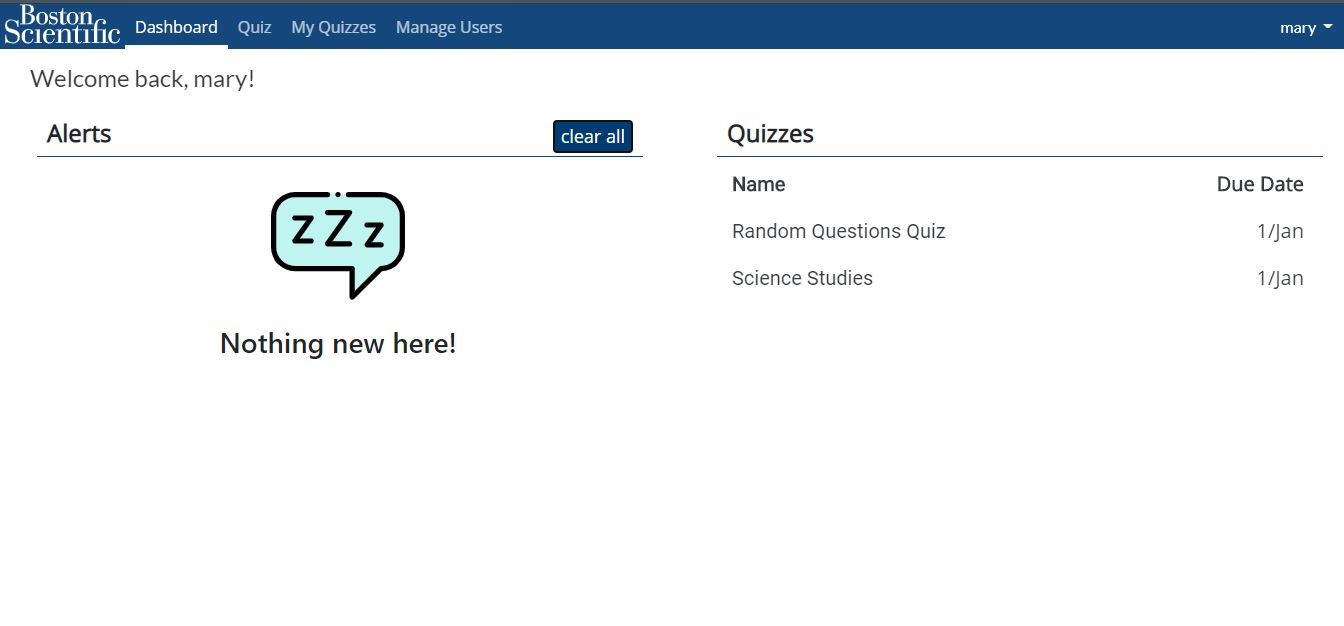 Boston
Scientific
Dashboard Quiz My Quizzes Manage Users mary
Welcome back, mary!
Alerts clear all
z Z z
Nothing new here!
Quizzes
Name Due Date
Random Questions Quiz 1/Jan
Science Studies 1/Jan